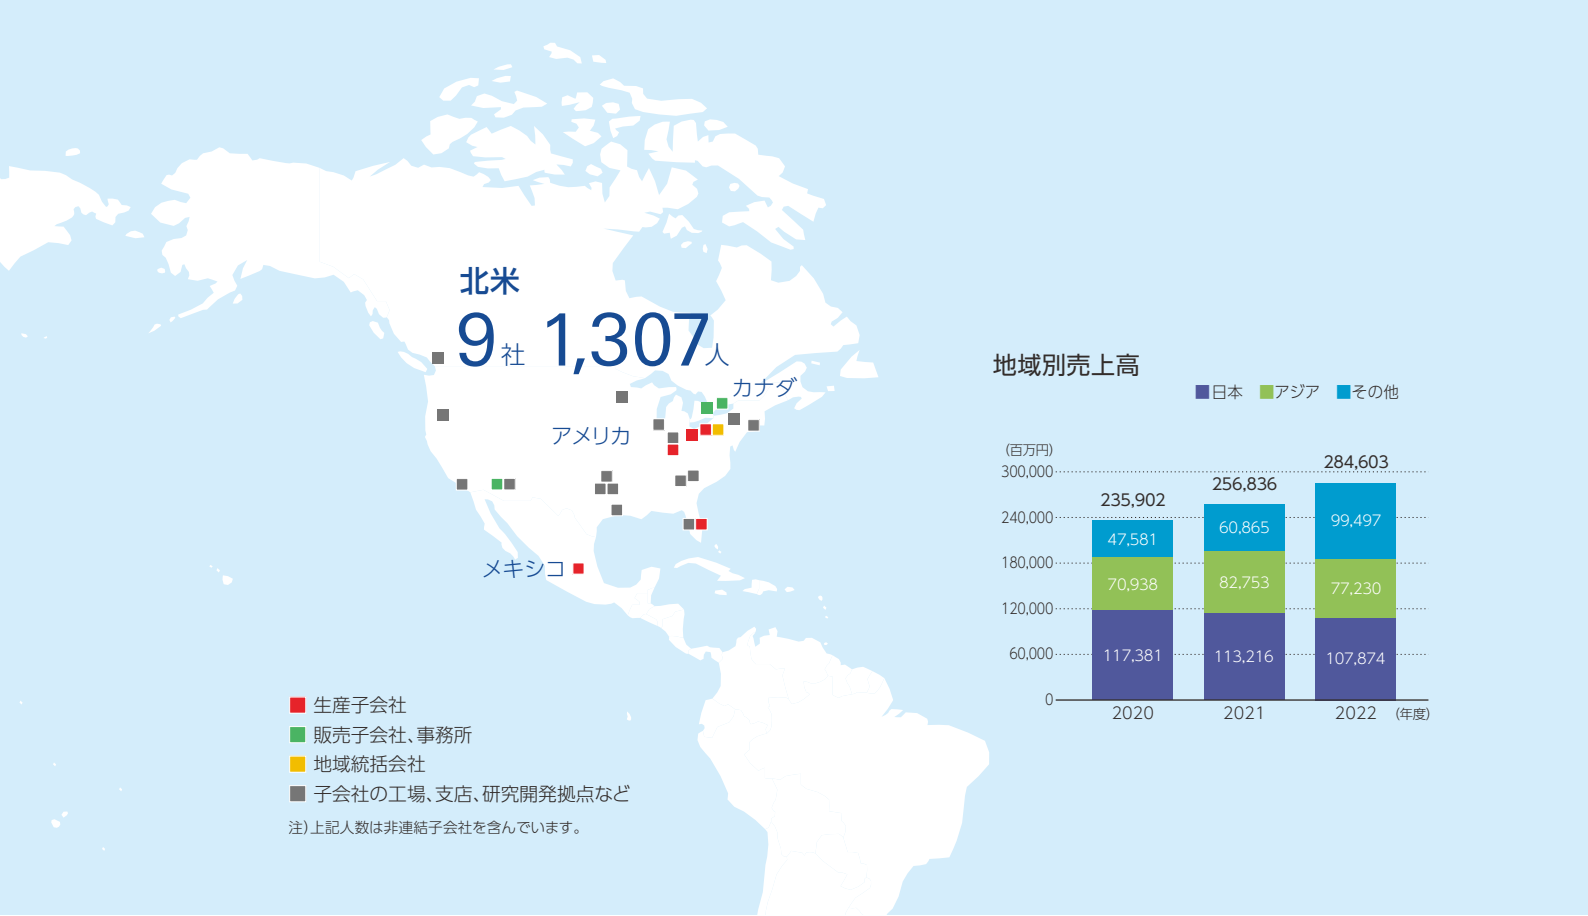 北米
9社 1,307人
カナダ
アメリカ
メキシコ
生産子会社
販売子会社、事務所
地域統括会社
子会社の工場、支店、研究開発拠点など
注）上記人数は非連結子会社を含んでいます。
地域別売上高
日本 アジア その他
（百万円）
300,000
240,000
180,000
120,000
60,000
0
235,902
47,581
70,938
117,381
256,836
60,865
82,753
113,216
284,603
99,497
77,230
107,874
2020 2021 2022 （年度）